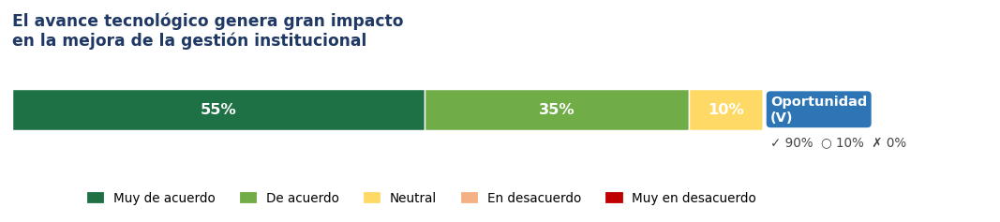 El avance tecnológico genera gran impacto
en la mejora de la gestión institucional
55%
35%
10%
Oportunidad
(V)
✓ 90% ○ 10% ✗ 0%
Muy de acuerdo
De acuerdo
Neutral
En desacuerdo
Muy en desacuerdo